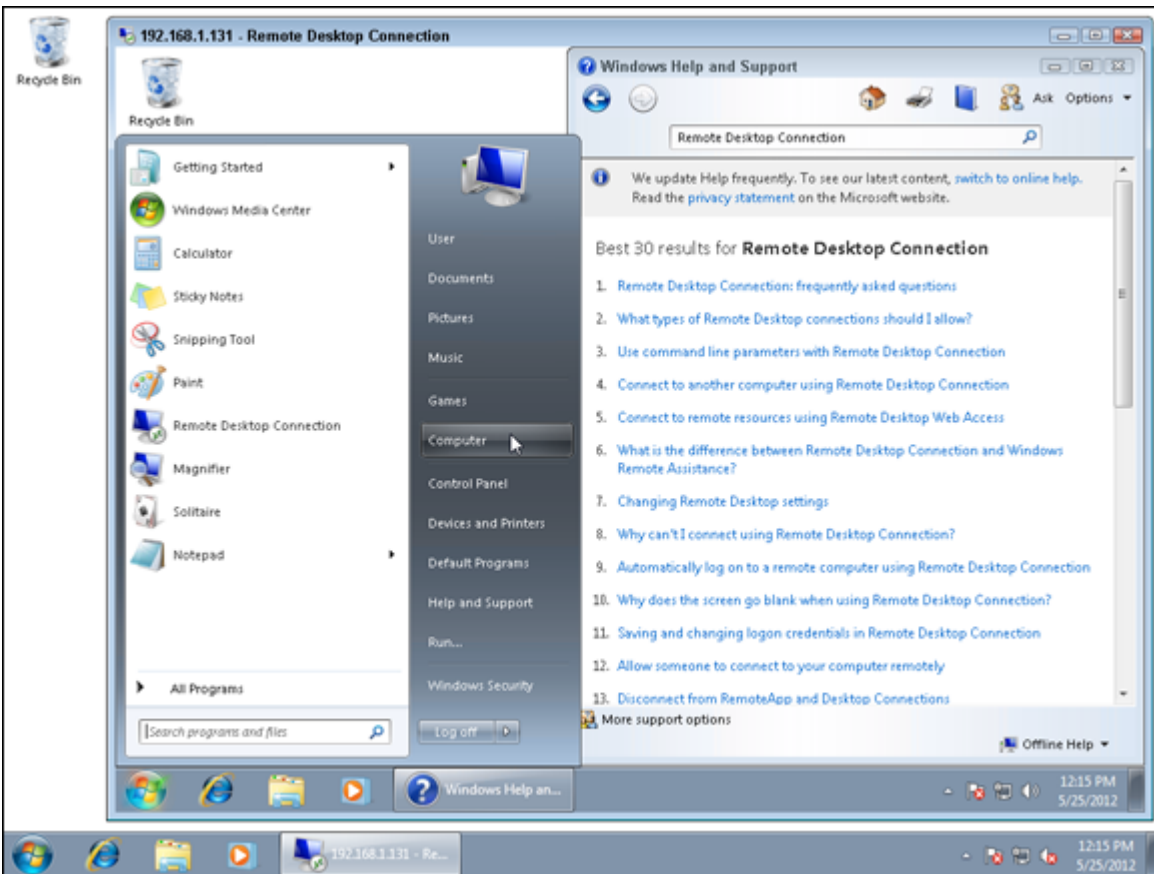 Recycle Bin
192.168.1.131 - Remote Desktop Connection
Recycle Bin
Getting Started
Windows Media Center
Calculator
Sticky Notes
Snipping Tool
Paint
Remote Desktop Connection
Magnifier
Solitaire
Notepad
All Programs
Search programs and files
User
Documents
Pictures
Music
Games
Computer
Control Panel
Devices and Printers
Default Programs
Help and Support
Run...
Windows Security
Log off
Windows Help and Support
Ask Options
Remote Desktop Connection
We update Help frequently. To see our latest content, switch to online help.
Read the privacy statement on the Microsoft website.
Best 30 results for Remote Desktop Connection
1. Remote Desktop Connection: frequently asked questions
2. What types of Remote Desktop connections should I allow?
3. Use command line parameters with Remote Desktop Connection
4. Connect to another computer using Remote Desktop Connection
5. Connect to remote resources using Remote Desktop Web Access
6. What is the difference between Remote Desktop Connection and Windows
Remote Assistance?
7. Changing Remote Desktop settings
8. Why can't I connect using Remote Desktop Connection?
9. Automatically log on to a remote computer using Remote Desktop Connection
10. Why does the screen go blank when using Remote Desktop Connection?
11. Saving and changing logon credentials in Remote Desktop Connection
12. Allow someone to connect to your computer remotely
13. Disconnect from RemoteApp and Desktop Connections
More support options
Offline Help
Windows Help an...
12:15 PM
5/25/2012
192.168.1.131 - Re...
12:15 PM
5/25/2012